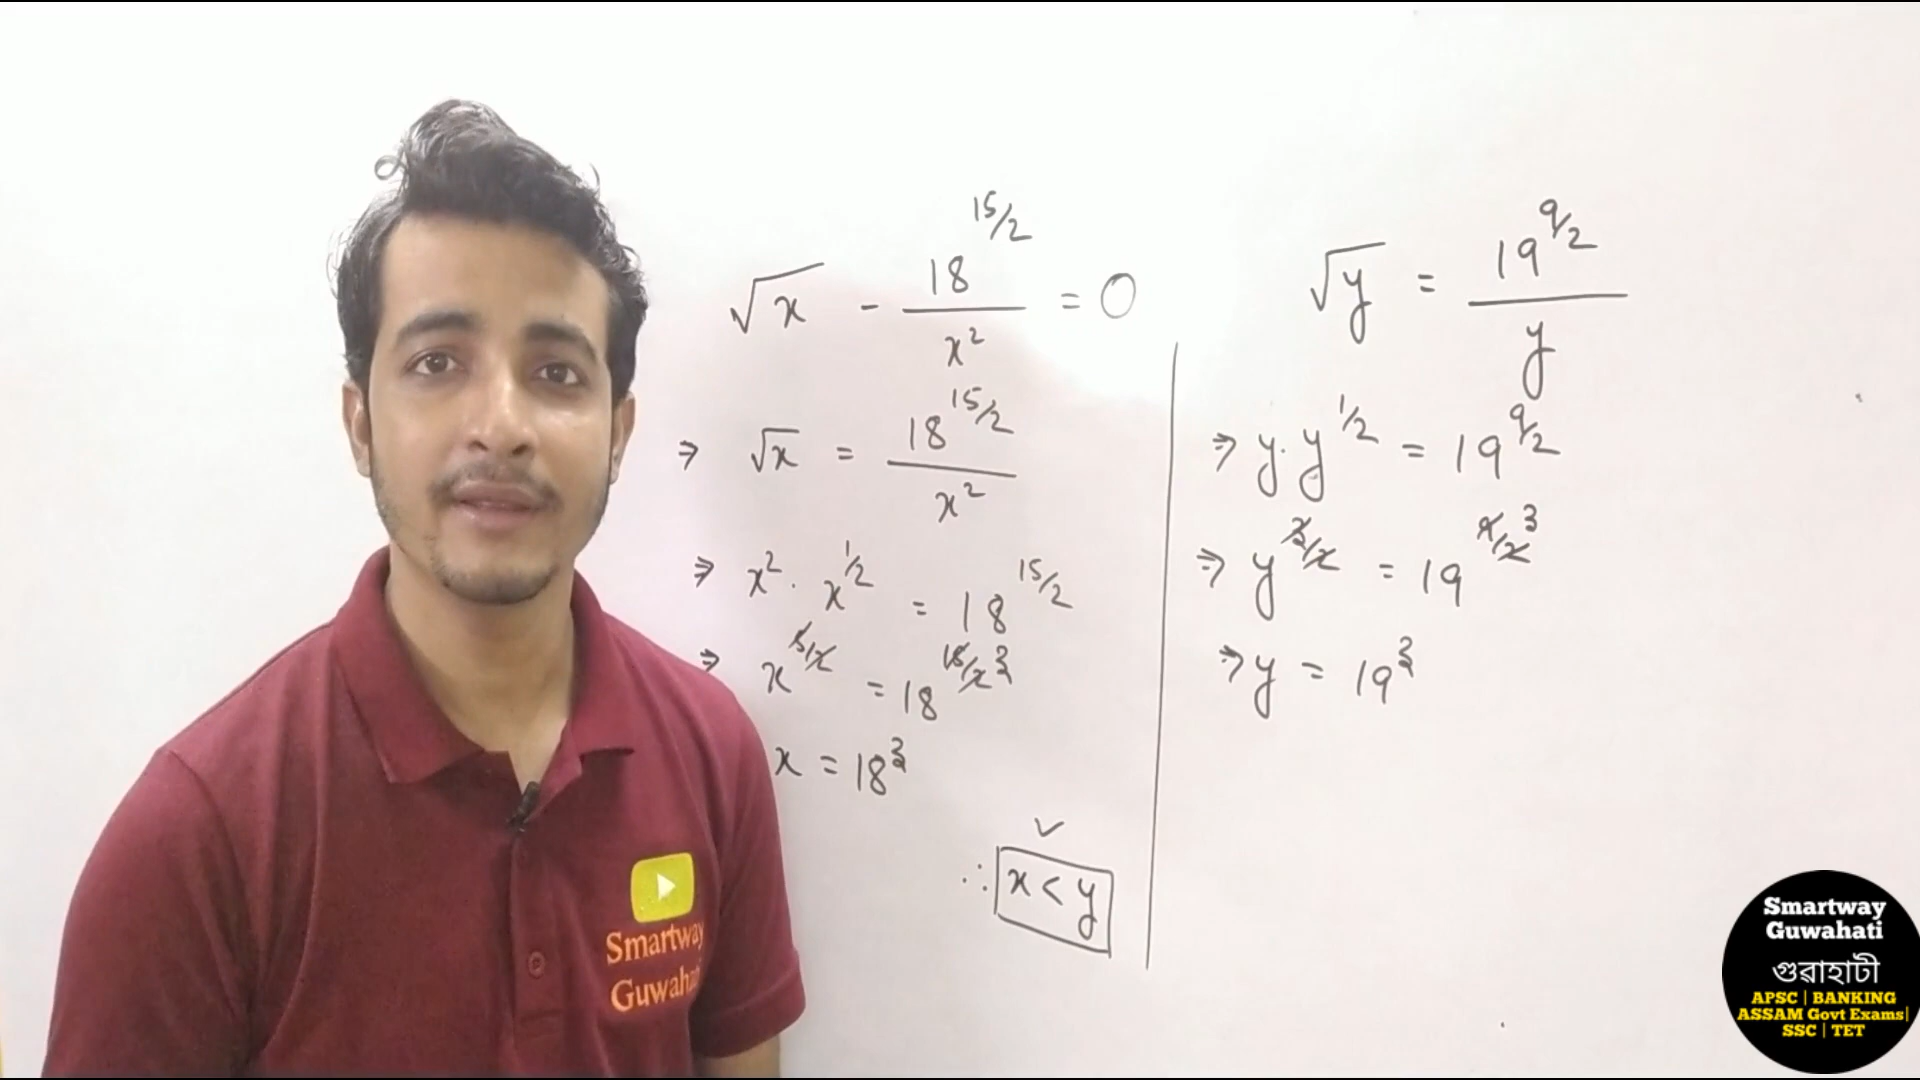 √x - 18^15/2 / x² = 0
⇒ √x = 18^15/2 / x²
⇒ x² . x^1/2 = 18^15/2
⇒ x^5/2 = 18^15/2 3
x = 18³
∴ x < y
√y = 19^9/2 / y
⇒ y . y^1/2 = 19^9/2
⇒ y^3/2 = 19^9/2 3
⇒ y = 19³
Smartway
Guwahati
Smartway
Guwahati
গুৱাহাটী
APSC | BANKING
ASSAM Govt Exams|
SSC | TET